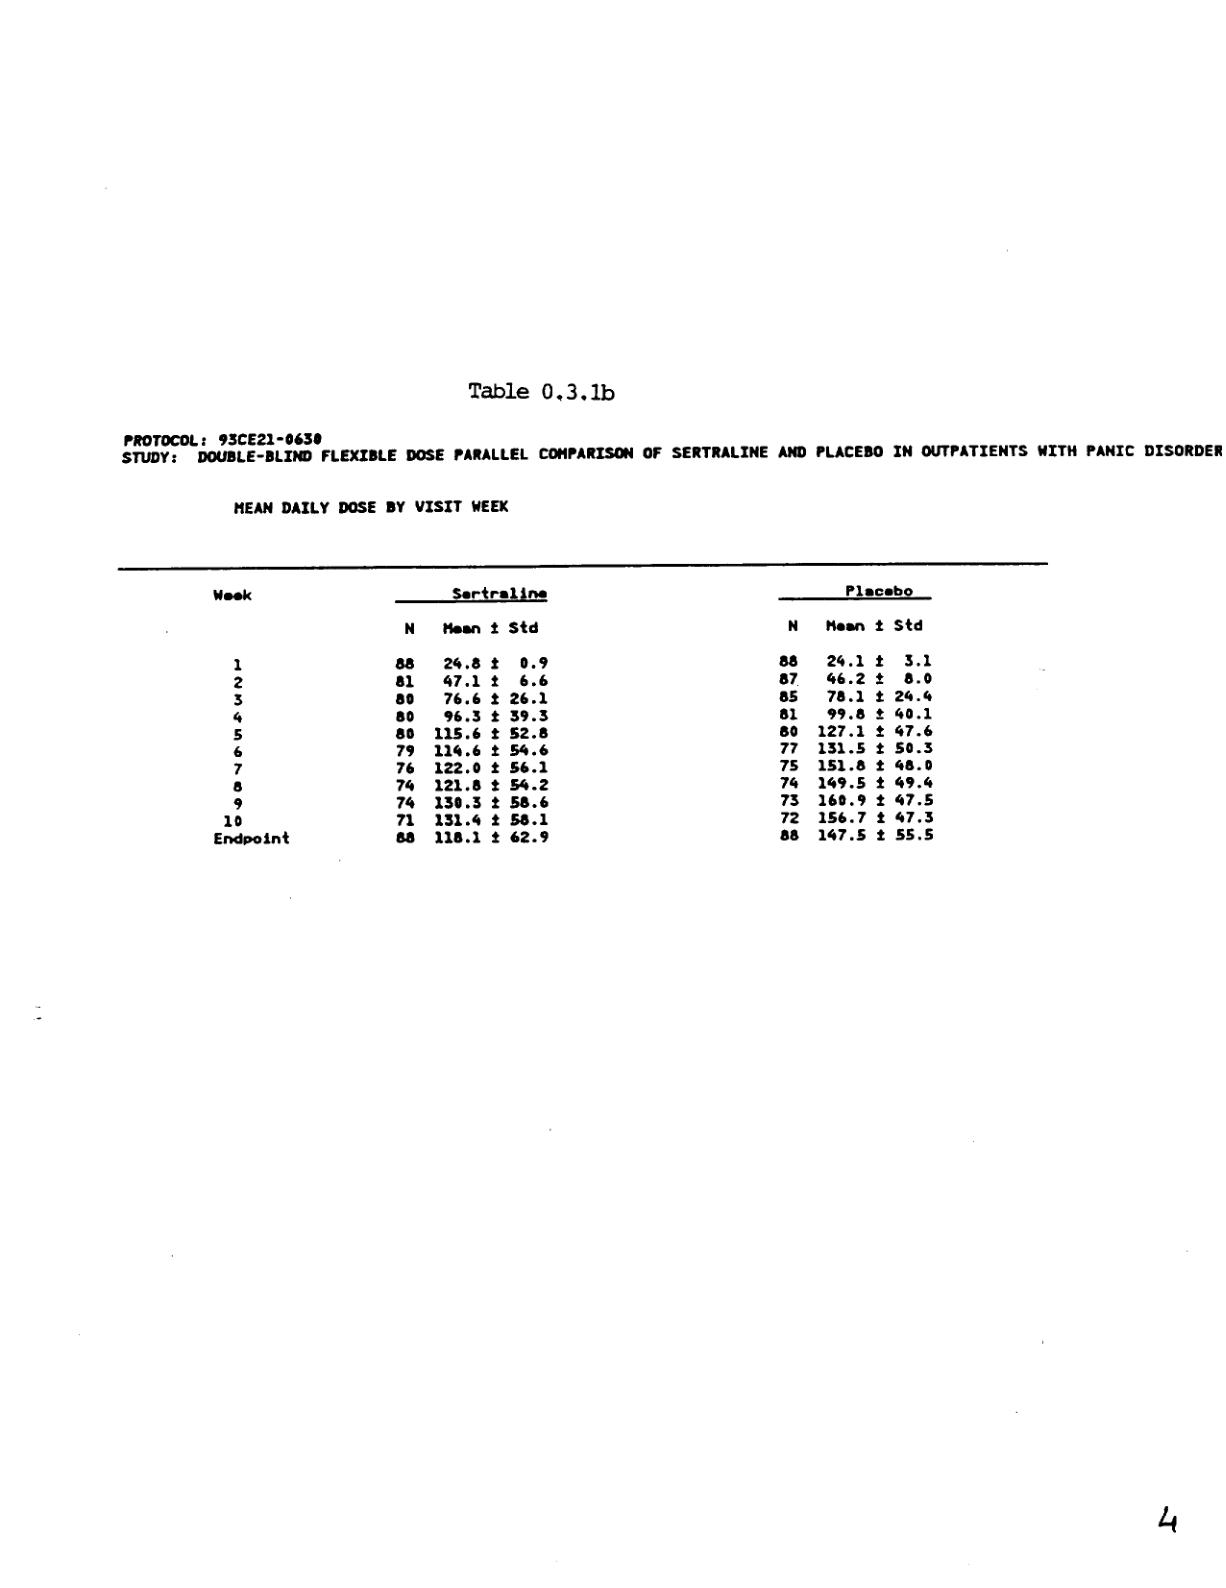 Table 0.3.1b
PROTOCOL: 93CE21-0630
STUDY: DOUBLE-BLIND FLEXIBLE DOSE PARALLEL COMPARISON OF SERTRALINE AND PLACEBO IN OUTPATIENTS WITH PANIC DISORDER
MEAN DAILY DOSE BY VISIT WEEK
Week Sertraline Placebo
N Mean ± Std N Mean ± Std
1 88 24.8 ± 0.9 88 24.1 ± 3.1
2 81 47.1 ± 6.6 87 46.2 ± 8.0
3 80 76.6 ± 26.1 85 78.1 ± 24.4
4 80 96.3 ± 39.3 81 99.8 ± 40.1
5 80 115.6 ± 52.8 80 127.1 ± 47.6
6 79 114.6 ± 54.6 77 131.5 ± 50.3
7 76 122.0 ± 56.1 75 151.8 ± 48.0
8 74 121.8 ± 54.2 74 149.5 ± 49.4
9 74 130.3 ± 58.6 73 160.9 ± 47.5
10 71 131.4 ± 58.1 72 156.7 ± 47.3
Endpoint 88 118.1 ± 62.9 88 147.5 ± 55.5
4